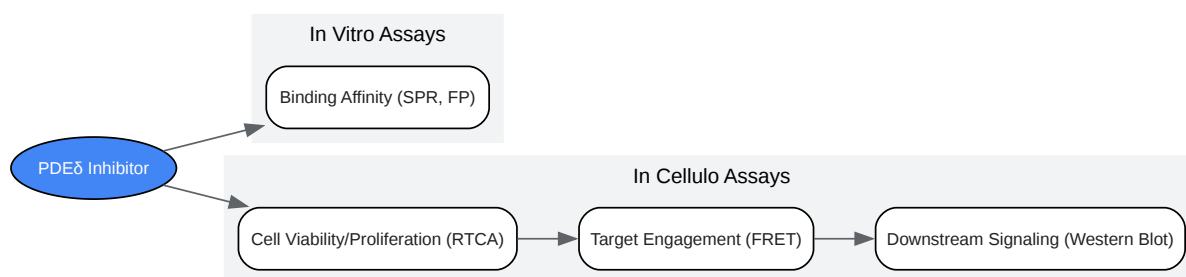 In Vitro Assays
Binding Affinity (SPR, FP)
PDEδ Inhibitor
In Cellulo Assays
Cell Viability/Proliferation (RTCA)
Target Engagement (FRET)
Downstream Signaling (Western Blot)